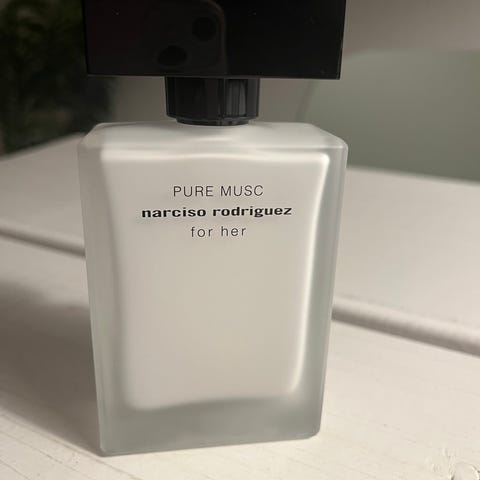 PURE MUSC
narciso rodriguez
for her